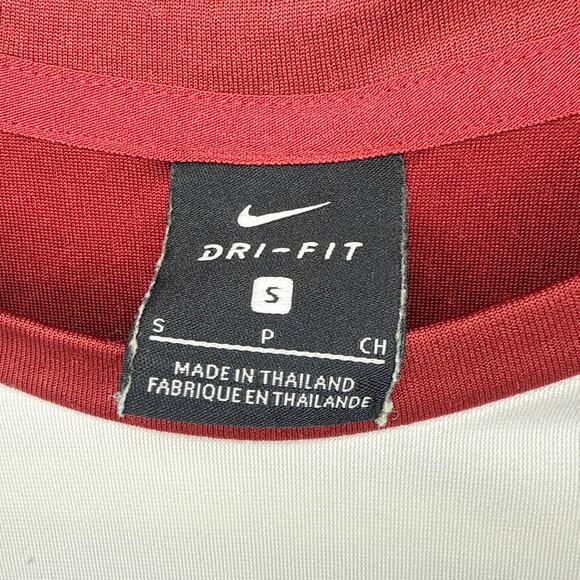 DRI-FIT
S
S P CH
MADE IN THAILAND
FABRIQUE EN THAILANDE